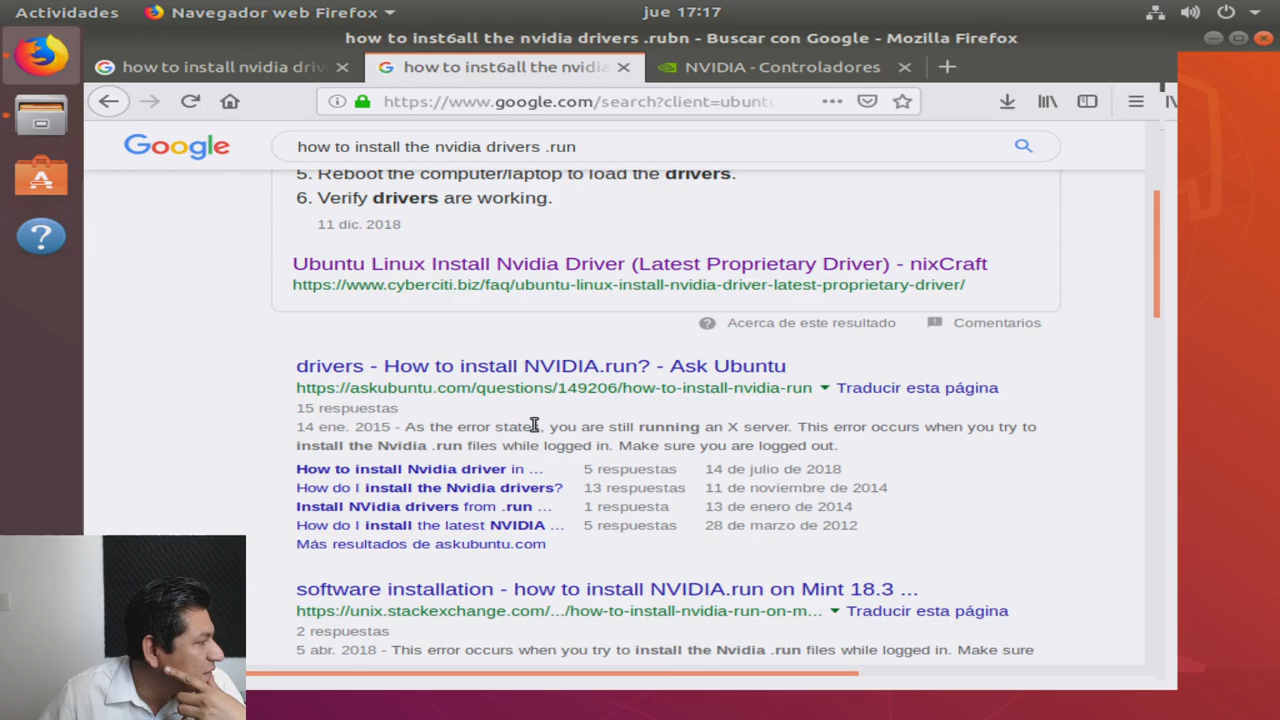 Actividades
Navegador web Firefox
jue 17:17
how to inst6all the nvidia drivers .rubn - Buscar con Google - Mozilla Firefox
how to install nvidia driv
how to inst6all the nvidia
NVIDIA - Controladores
https://www.google.com/search?client=ubuntu
Google
how to install the nvidia drivers .run
5. Reboot the computer/laptop to load the drivers.
6. Verify drivers are working.
11 dic. 2018
Ubuntu Linux Install Nvidia Driver (Latest Proprietary Driver) - nixCraft
https://www.cyberciti.biz/faq/ubuntu-linux-install-nvidia-driver-latest-proprietary-driver/
Acerca de este resultado
Comentarios
drivers - How to install NVIDIA.run? - Ask Ubuntu
https://askubuntu.com/questions/149206/how-to-install-nvidia-run
Traducir esta página
15 respuestas
14 ene. 2015 - As the error states, you are still running an X server. This error occurs when you try to
install the Nvidia .run files while logged in. Make sure you are logged out.
How to install Nvidia driver in ... 5 respuestas 14 de julio de 2018
How do I install the Nvidia drivers? 13 respuestas 11 de noviembre de 2014
Install NVidia drivers from .run ... 1 respuesta 13 de enero de 2014
How do I install the latest NVIDIA ... 5 respuestas 28 de marzo de 2012
Más resultados de askubuntu.com
software installation - how to install NVIDIA.run on Mint 18.3 ...
https://unix.stackexchange.com/.../how-to-install-nvidia-run-on-m...
Traducir esta página
2 respuestas
5 abr. 2018 - This error occurs when you try to install the Nvidia .run files while logged in. Make sure